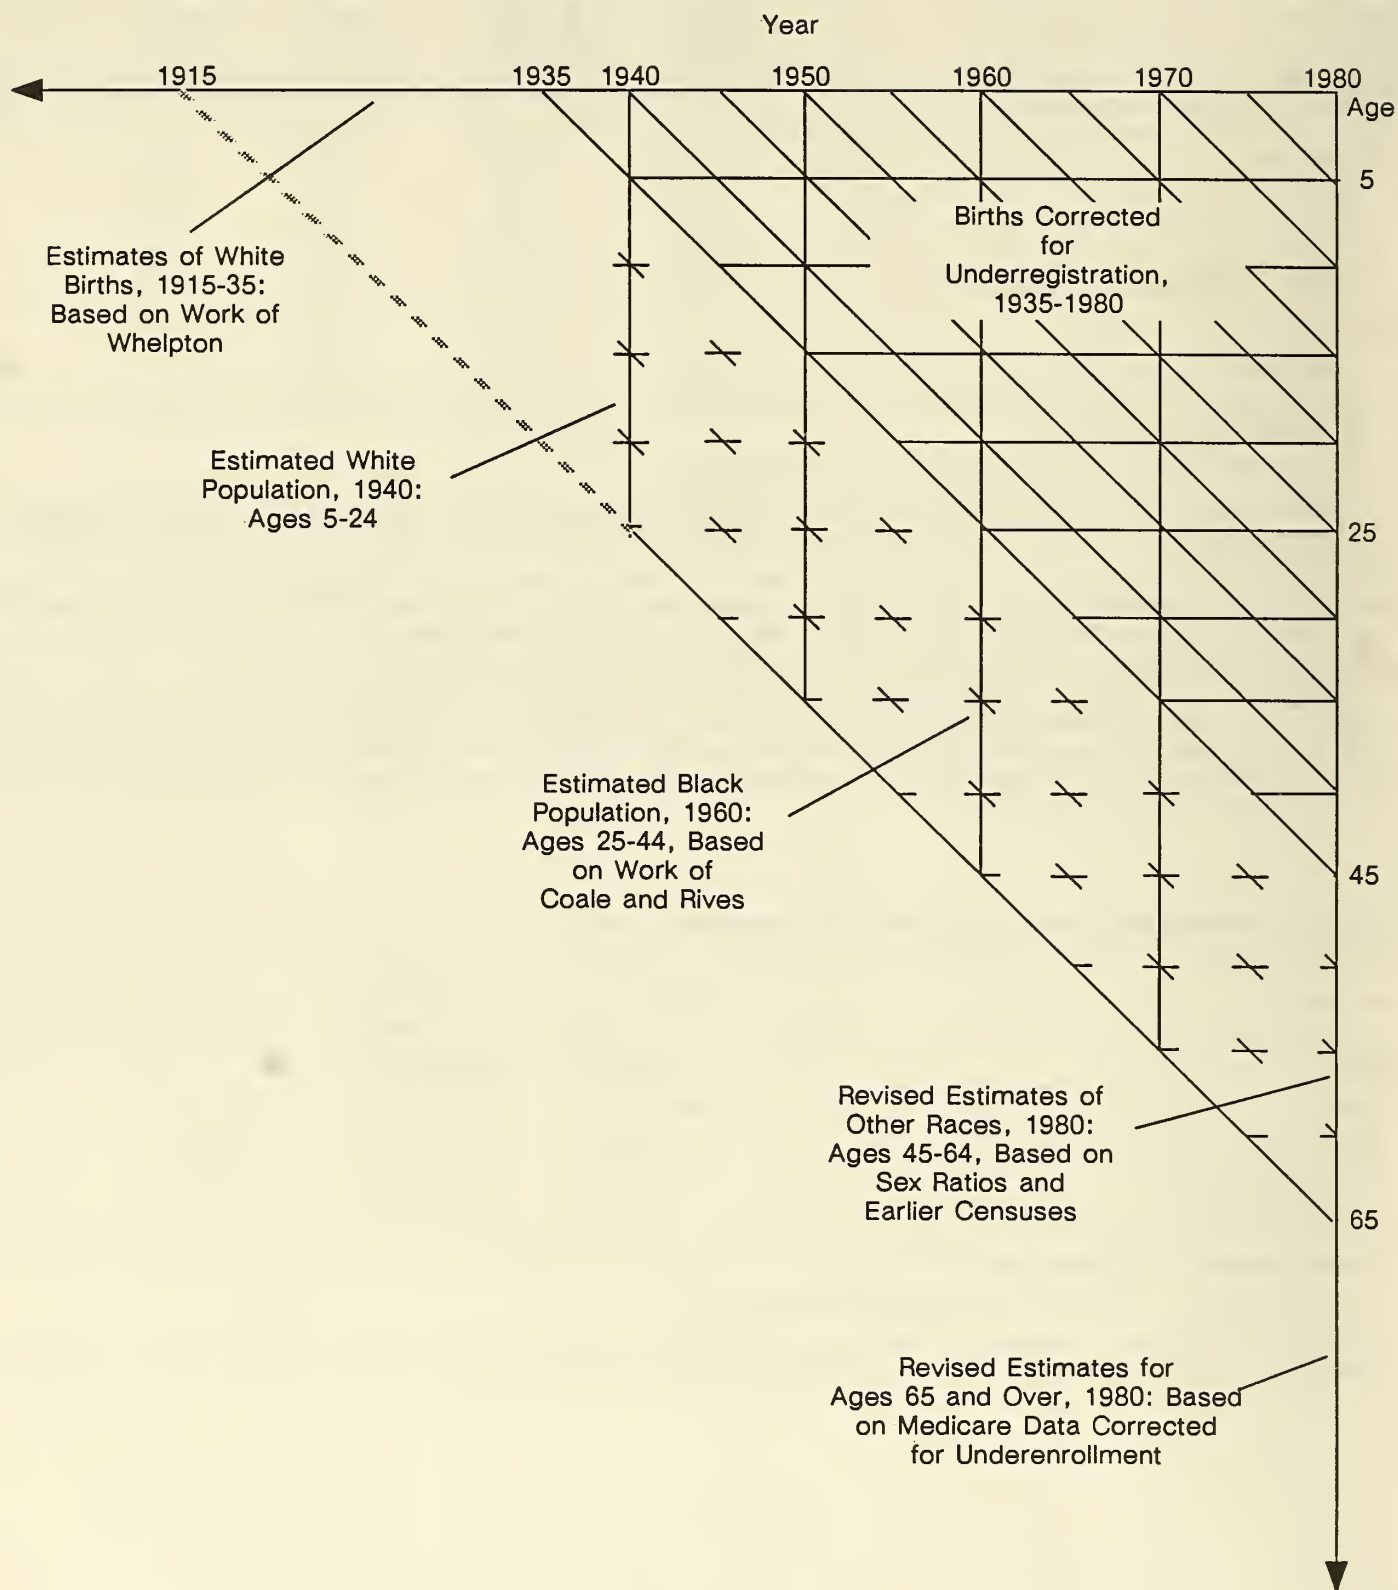 Year
1915 1935 1940 1950 1960 1970 1980
Age
5
Births Corrected
for
Underregistration,
1935-1980
Estimates of White
Births, 1915-35:
Based on Work of
Whelpton
Estimated White
Population, 1940:
Ages 5-24
25
Estimated Black
Population, 1960:
Ages 25-44, Based
on Work of
Coale and Rives
45
Revised Estimates of
Other Races, 1980:
Ages 45-64, Based on
Sex Ratios and
Earlier Censuses
65
Revised Estimates for
Ages 65 and Over, 1980: Based
on Medicare Data Corrected
for Underenrollment